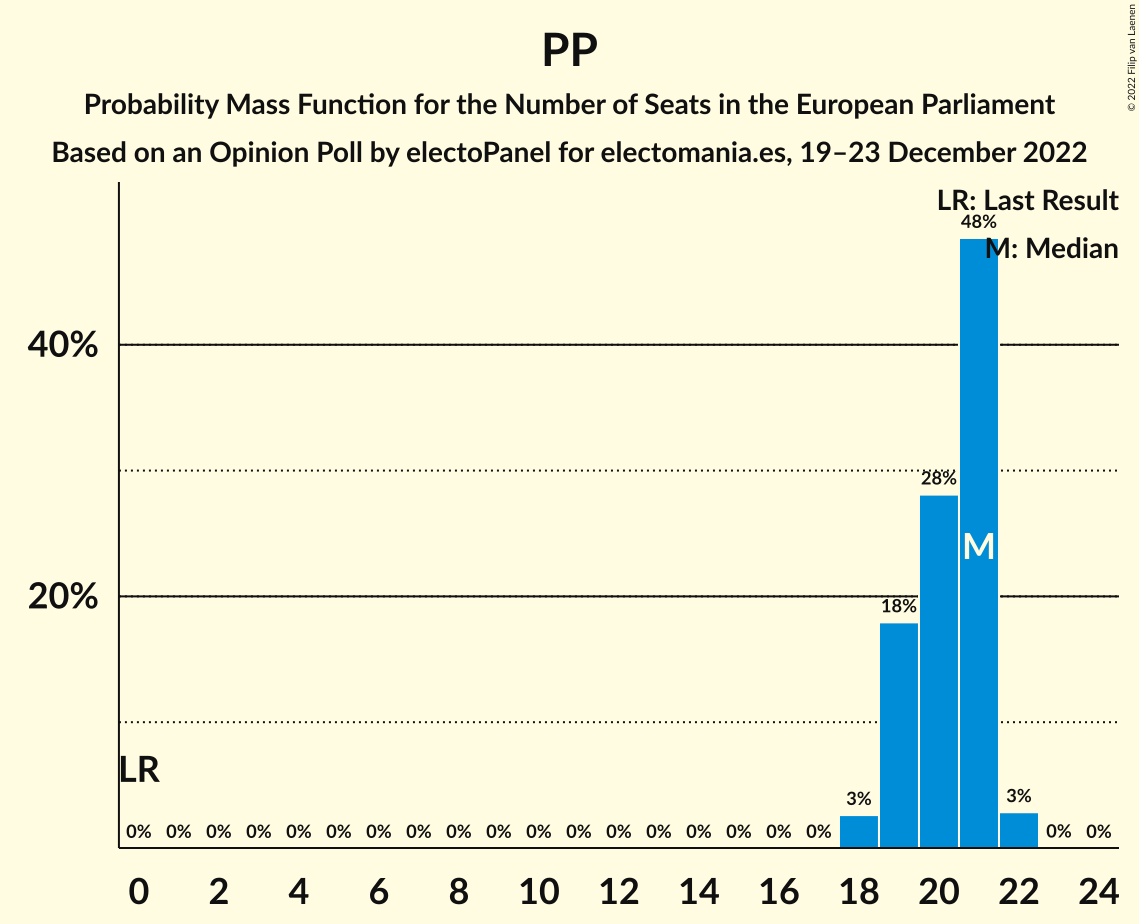 PP
Probability Mass Function for the Number of Seats in the European Parliament
Based on an Opinion Poll by electoPanel for electomania.es, 19–23 December 2022
© 2022 Filip van Laenen
LR: Last Result
48%
M: Median
40%
28%
M
20%
18%
LR
3% 3%
0% 0% 0% 0% 0% 0% 0% 0% 0% 0% 0% 0% 0% 0% 0% 0% 0% 0% 0% 0%
0 2 4 6 8 10 12 14 16 18 20 22 24